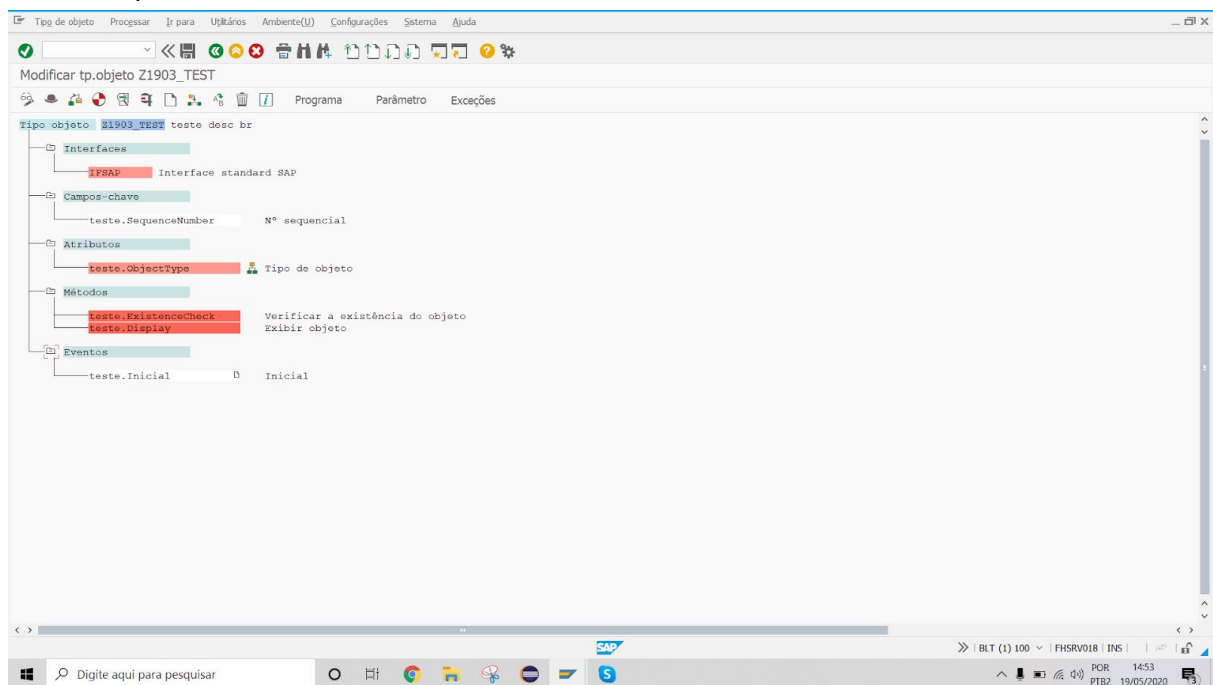 Tipo de objeto Processar Ir para Utilitários Ambiente(U) Configurações Sistema Ajuda
Modificar tp.objeto Z1903_TEST
Programa Parâmetro Exceções
Tipo objeto Z1903_TEST teste desc br
Interfaces
IFSAP Interface standard SAP
Campos-chave
teste.SequenceNumber Nº sequencial
Atributos
teste.ObjectType Tipo de objeto
Métodos
teste.ExistenceCheck Verificar a existência do objeto
teste.Display Exibir objeto
Eventos
teste.Inicial Inicial
SAP BLT (1) 100 FHSRV018 INS
Digite aqui para pesquisar POR 14:53
PTB2 19/05/2020 3